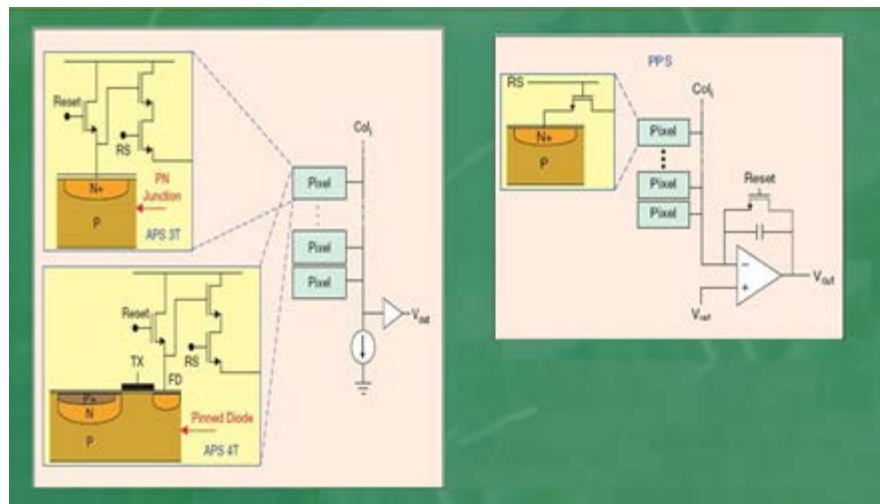 Reset
RS
PN
Junction
N+
P
APS 3T
Reset
RS
TX
FD
P+
N
P
Pinned Diode
APS 4T
Col
Pixel
Pixel
Pixel
PPS
RS
N+
P
Col
Pixel
Pixel
Pixel
Reset
−
+